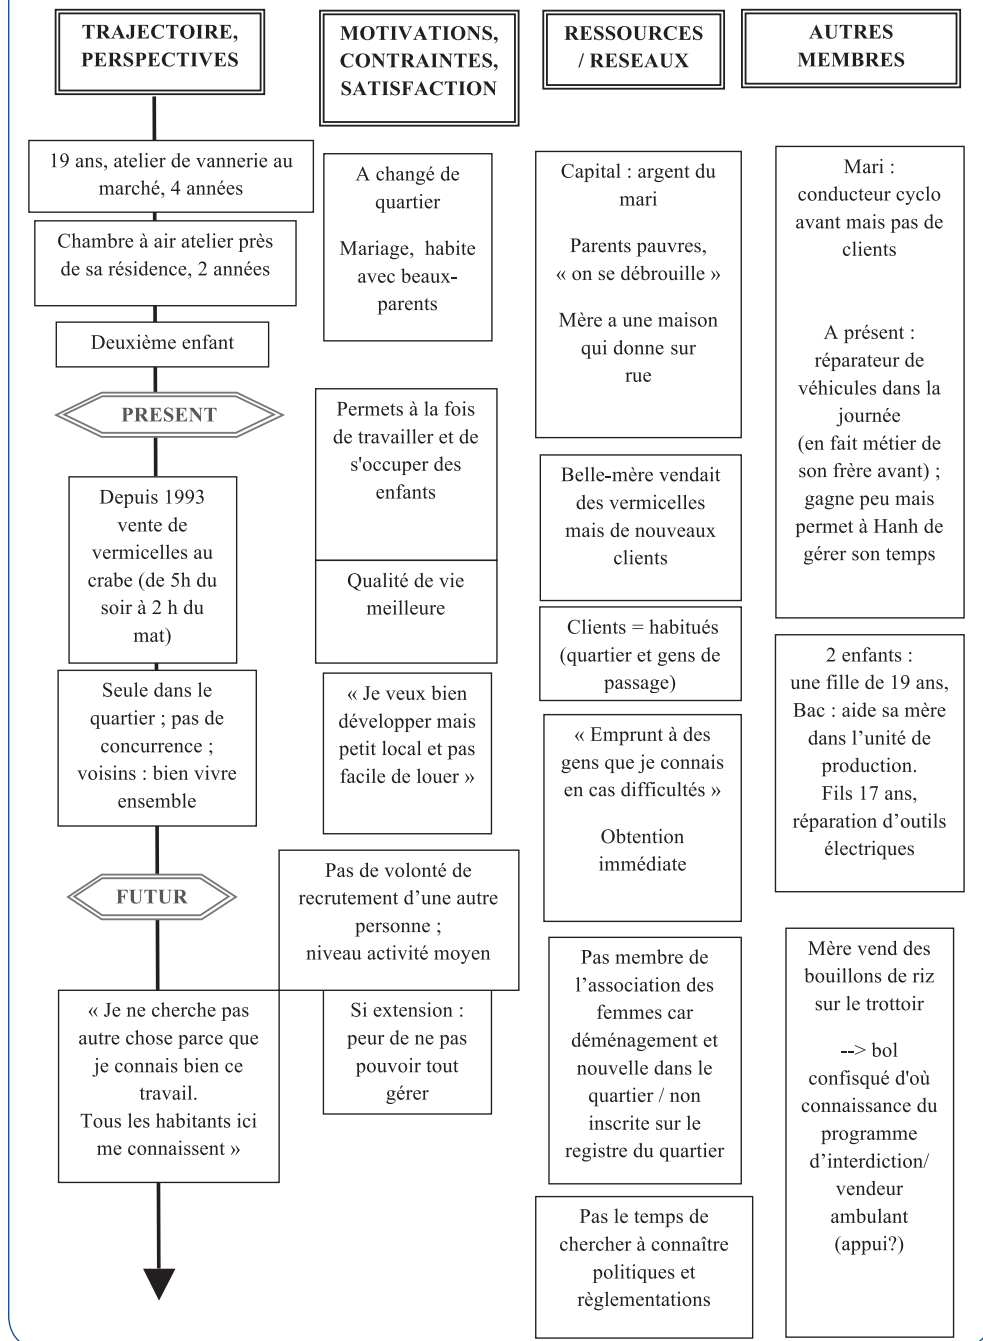 TRAJECTOIRE,
PERSPECTIVES
19 ans, atelier de vannerie au
marché, 4 années
Chambre à air atelier près
de sa résidence, 2 années
Deuxième enfant
PRESENT
Depuis 1993
vente de
vermicelles au
crabe (de 5h du
soir à 2 h du
mat)
Seule dans le
quartier ; pas de
concurrence ;
voisins : bien vivre
ensemble
FUTUR
« Je ne cherche pas
autre chose parce que
je connais bien ce
travail.
Tous les habitants ici
me connaissent »
MOTIVATIONS,
CONTRAINTES,
SATISFACTION
A changé de
quartier
Mariage, habite
avec beaux-
parents
Permets à la fois
de travailler et de
s'occuper des
enfants
Qualité de vie
meilleure
« Je veux bien
développer mais
petit local et pas
facile de louer »
Pas de volonté de
recrutement d’une autre
personne ;
niveau activité moyen
Si extension :
peur de ne pas
pouvoir tout
gérer
RESSOURCES
/ RESEAUX
Capital : argent du
mari
Parents pauvres,
« on se débrouille »
Mère a une maison
qui donne sur
rue
Belle-mère vendait
des vermicelles
mais de nouveaux
clients
Clients = habitués
(quartier et gens de
passage)
« Emprunt à des
gens que je connais
en cas difficultés »
Obtention
immédiate
Pas membre de
l’association des
femmes car
déménagement et
nouvelle dans le
quartier / non
inscrite sur le
registre du quartier
Pas le temps de
chercher à connaître
politiques et
règlementations
AUTRES
MEMBRES
Mari :
conducteur cyclo
avant mais pas de
clients
A présent :
réparateur de
véhicules dans la
journée
(en fait métier de
son frère avant) ;
gagne peu mais
permet à Hanh de
gérer son temps
2 enfants :
une fille de 19 ans,
Bac : aide sa mère
dans l’unité de
production.
Fils 17 ans,
réparation d’outils
électriques
Mère vend des
bouillons de riz
sur le trottoir
--> bol
confisqué d'où
connaissance du
programme
d’interdiction/
vendeur
ambulant
(appui?)